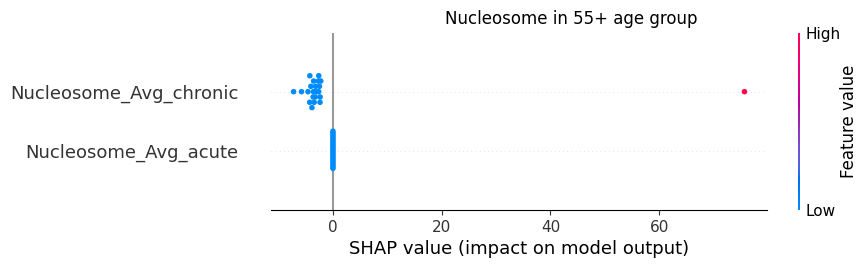 Nucleosome in 55+ age group
High
Nucleosome_Avg_chronic
Nucleosome_Avg_acute
Feature value
Low
0 20 40 60
SHAP value (impact on model output)